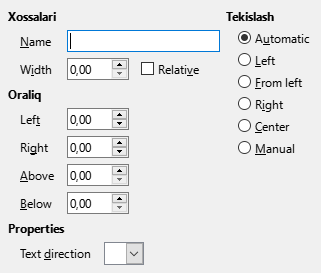 Xossalari
Name
Width 0,00 Relative
Oraliq
Left 0,00
Right 0,00
Above 0,00
Below 0,00
Properties
Text direction
Tekislash
Automatic
Left
From left
Right
Center
Manual